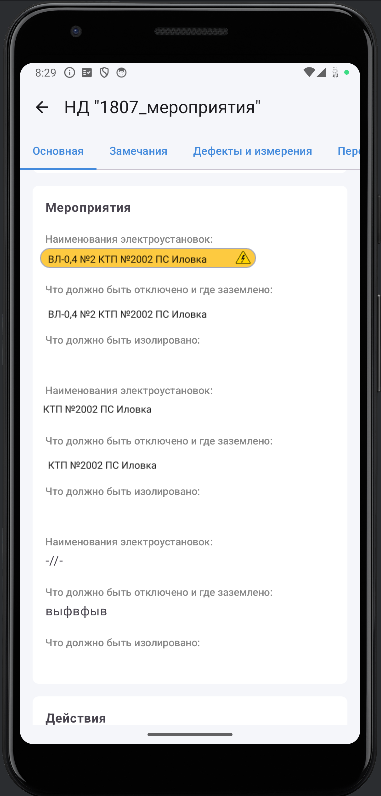 8:29
НД "1807_мероприятия"
Основная Замечания Дефекты и измерения Пере
Мероприятия
Наименования электроустановок:
ВЛ-0,4 №2 КТП №2002 ПС Иловка
Что должно быть отключено и где заземлено:
ВЛ-0,4 №2 КТП №2002 ПС Иловка
Что должно быть изолировано:
Наименования электроустановок:
КТП №2002 ПС Иловка
Что должно быть отключено и где заземлено:
КТП №2002 ПС Иловка
Что должно быть изолировано:
Наименования электроустановок:
-//-
Что должно быть отключено и где заземлено:
выфвфыв
Что должно быть изолировано:
Действия